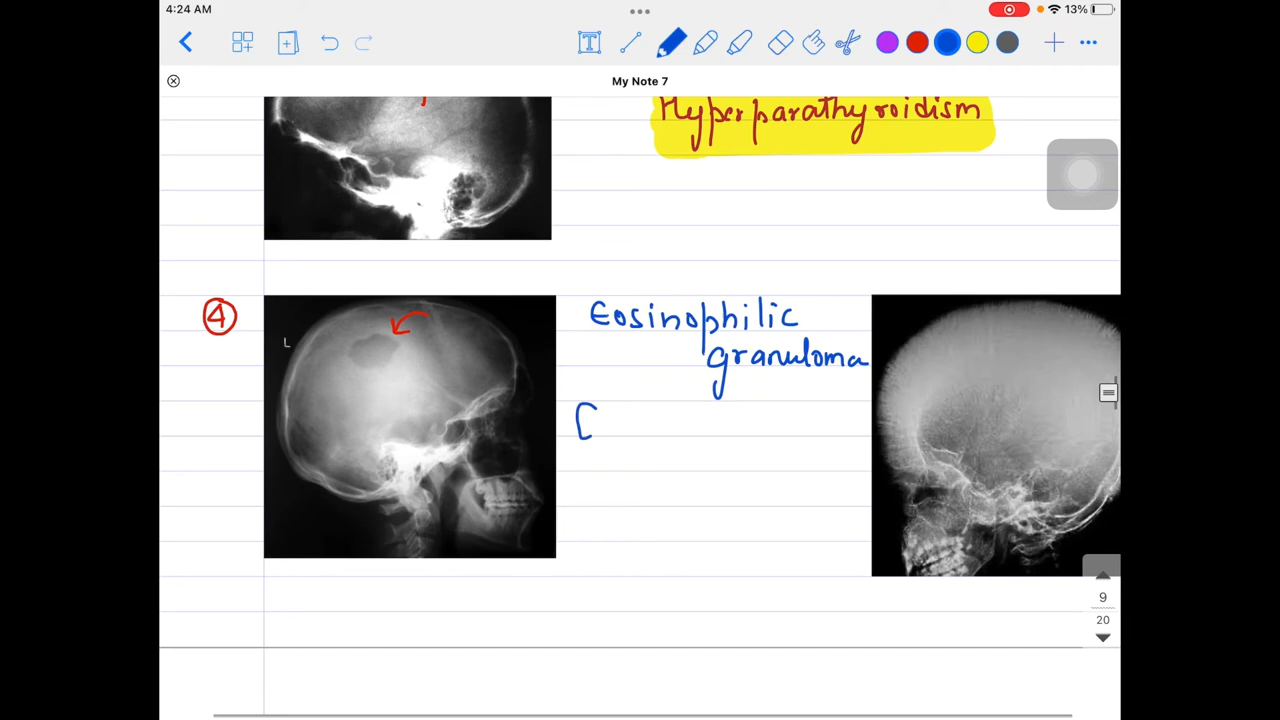 4:24 AM
13%
T
My Note 7
Hyperparathyroidism
4
L
Eosinophilic
granuloma
[
9
20